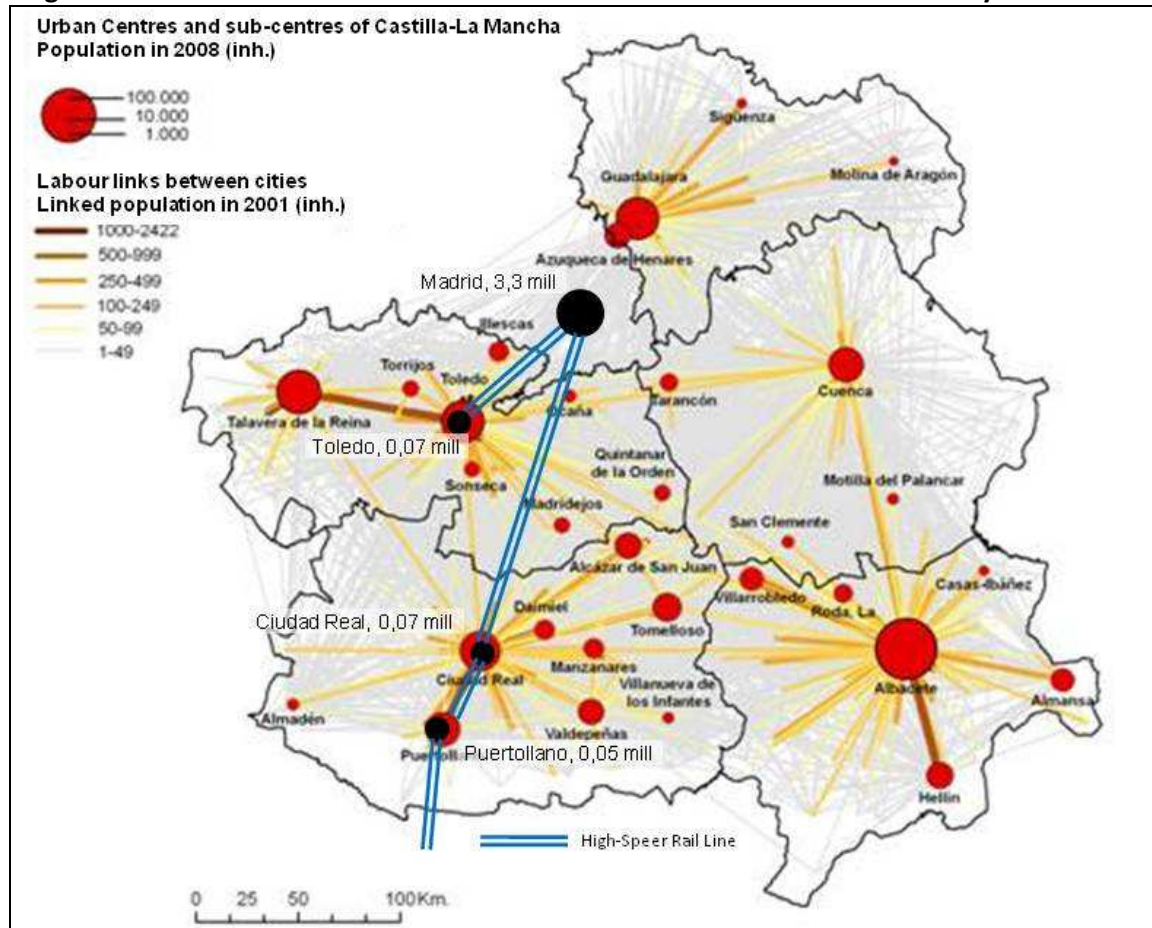 Urban Centres and sub-centres of Castilla-La Mancha
Population in 2008 (inh.)
100.000
10.000
1.000
Labour links between cities
Linked population in 2001 (inh.)
1000-2422
500-999
250-499
100-249
50-99
1-49
Sigüenza
Guadalajara
Molina de Aragón
Azuqueca de Henares
Madrid, 3,3 mill
Illescas
Torrijos
Toledo
Ocaña
Tarancón
Cuenca
Talavera de la Reina
Toledo, 0,07 mill
Quintanar
de la Orden
Sonseca
Motilla del Palancar
Madridejos
San Clemente
Alcázar de San Juan
Casas-Ibáñez
Villarrobledo
Roda, La
Daimiel
Ciudad Real, 0,07 mill
Tomelloso
Manzanares
Ciudad Real
Villanueva de
los Infantes
Albacete
Almansa
Almadén
Valdepeñas
Puertollano, 0,05 mill
Hellín
High-Speer Rail Line
0 25 50 100 Km.